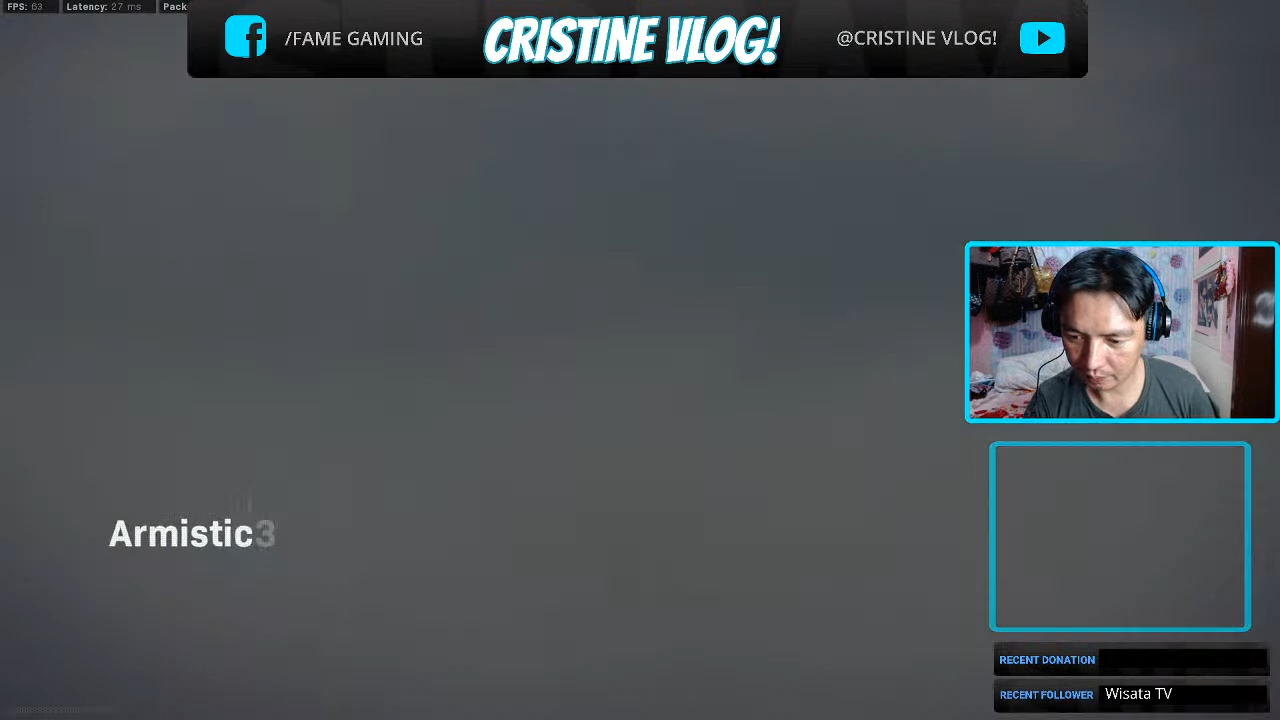 FPS: 63 Latency: 27 ms Pack
/FAME GAMING
CRISTINE VLOG!
@CRISTINE VLOG!
Armistic3
RECENT DONATION
RECENT FOLLOWER Wisata TV